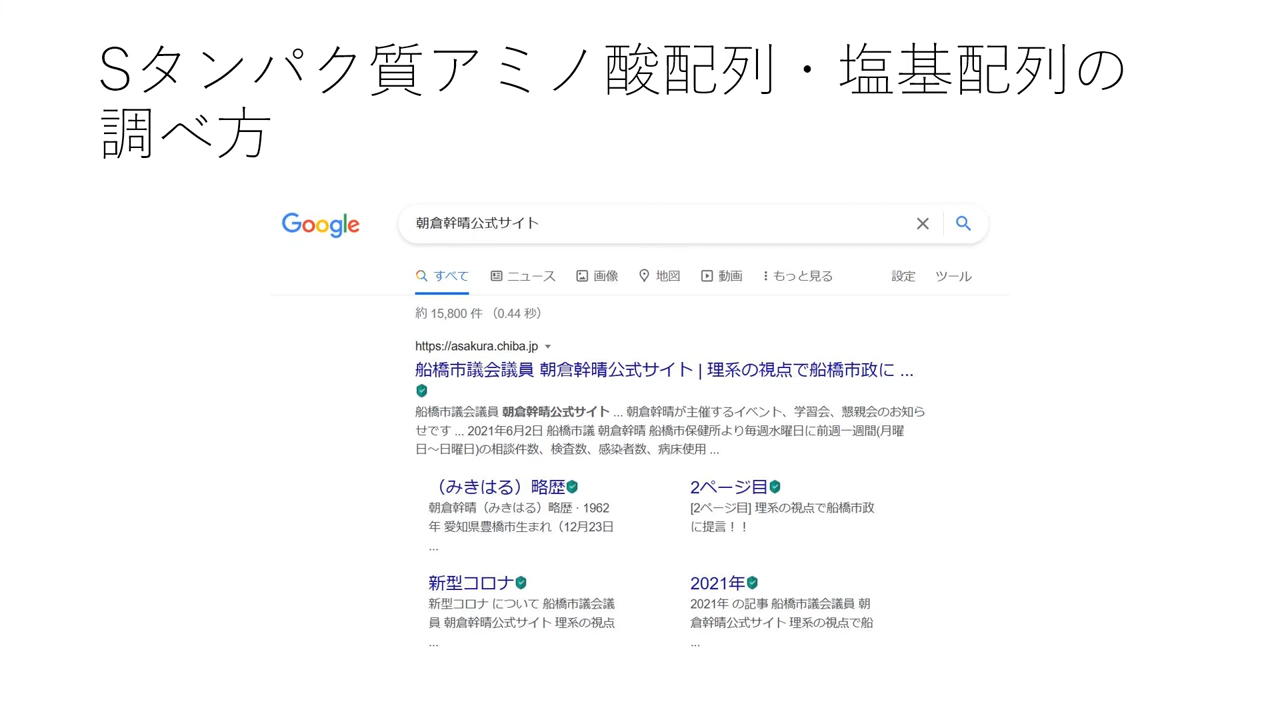 Sタンパク質アミノ酸配列・塩基配列の
調べ方
Google 朝倉幹晴公式サイト
すべて ニュース 画像 地図 動画 もっと見る 設定 ツール
約 15,800 件 （0.44 秒）
https://asakura.chiba.jp
船橋市議会議員 朝倉幹晴公式サイト | 理系の視点で船橋市政に ...
船橋市議会議員 朝倉幹晴公式サイト ... 朝倉幹晴が主催するイベント、学習会、懇親会のお知ら
せです ... 2021年6月2日 船橋市議 朝倉幹晴 船橋市保健所より毎週水曜日に前週一週間(月曜
日〜日曜日)の相談件数、検査数、感染者数、病床使用 ...
（みきはる）略歴
朝倉幹晴（みきはる）略歴 · 1962
年 愛知県豊橋市生まれ（12月23日
...
2ページ目
[2ページ目] 理系の視点で船橋市政
に提言！！
新型コロナ
新型コロナ について 船橋市議会議
員 朝倉幹晴公式サイト 理系の視点
...
2021年
2021年 の記事 船橋市議会議員 朝
倉幹晴公式サイト 理系の視点で船
...